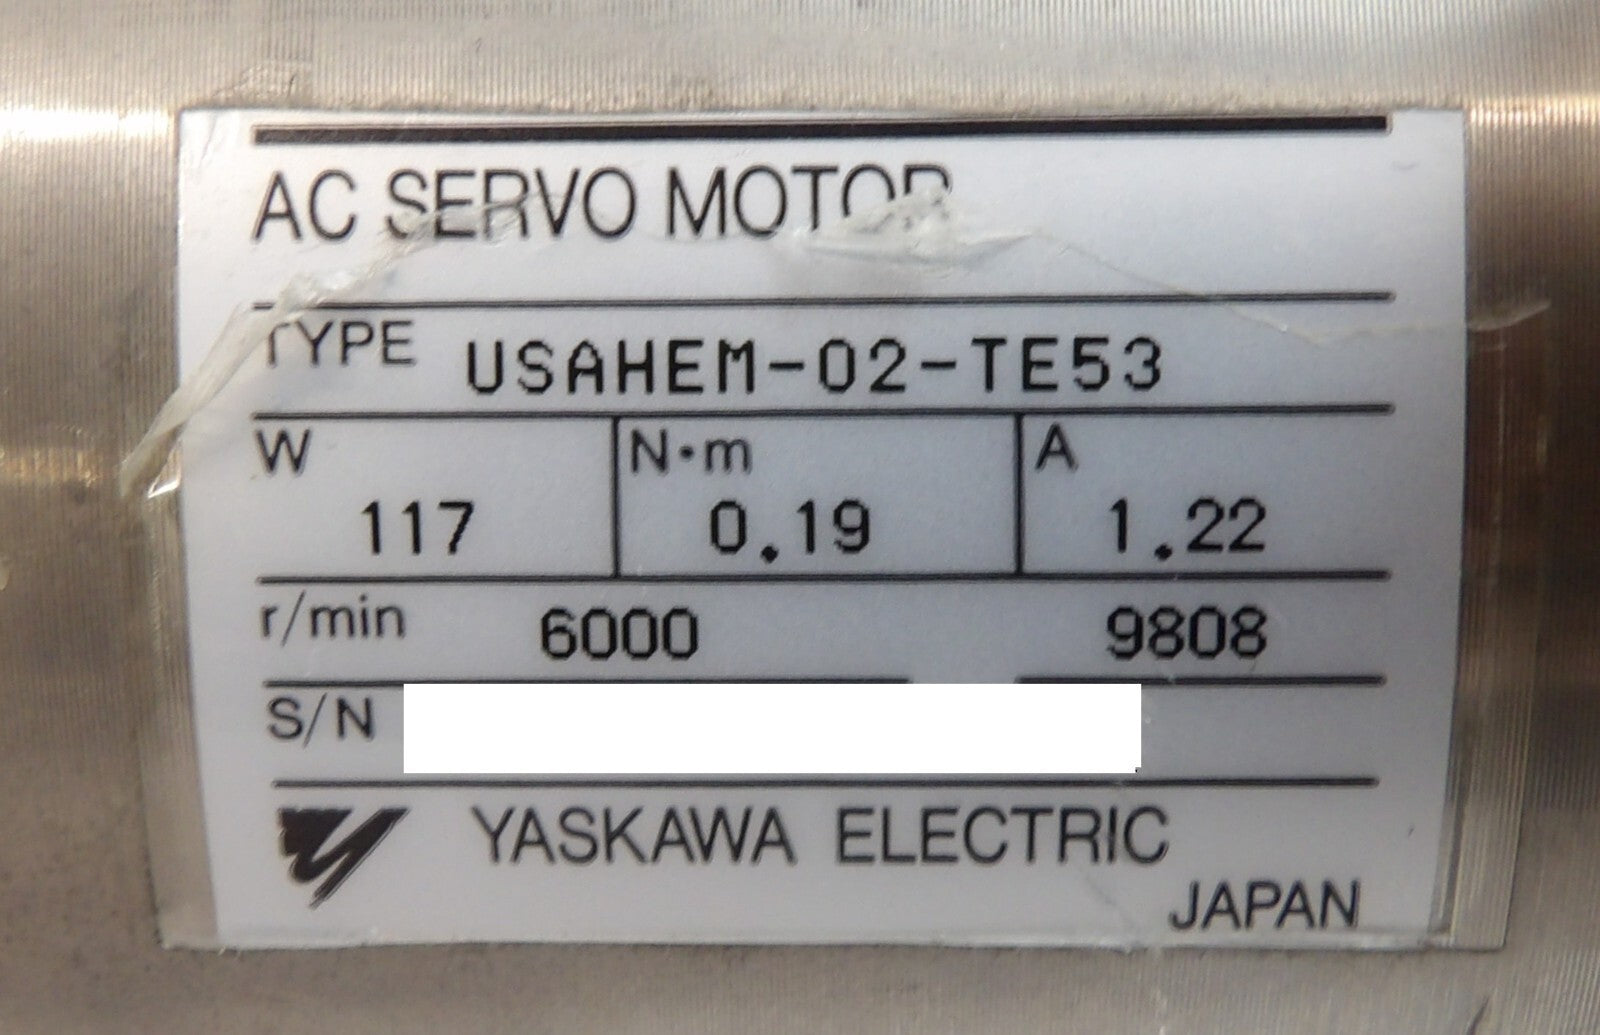 AC SERVO MOTOR
TYPE USAHEM-02-TE53
W N·m A
117 0.19 1.22
r/min 6000 9808
S/N
YASKAWA ELECTRIC
JAPAN